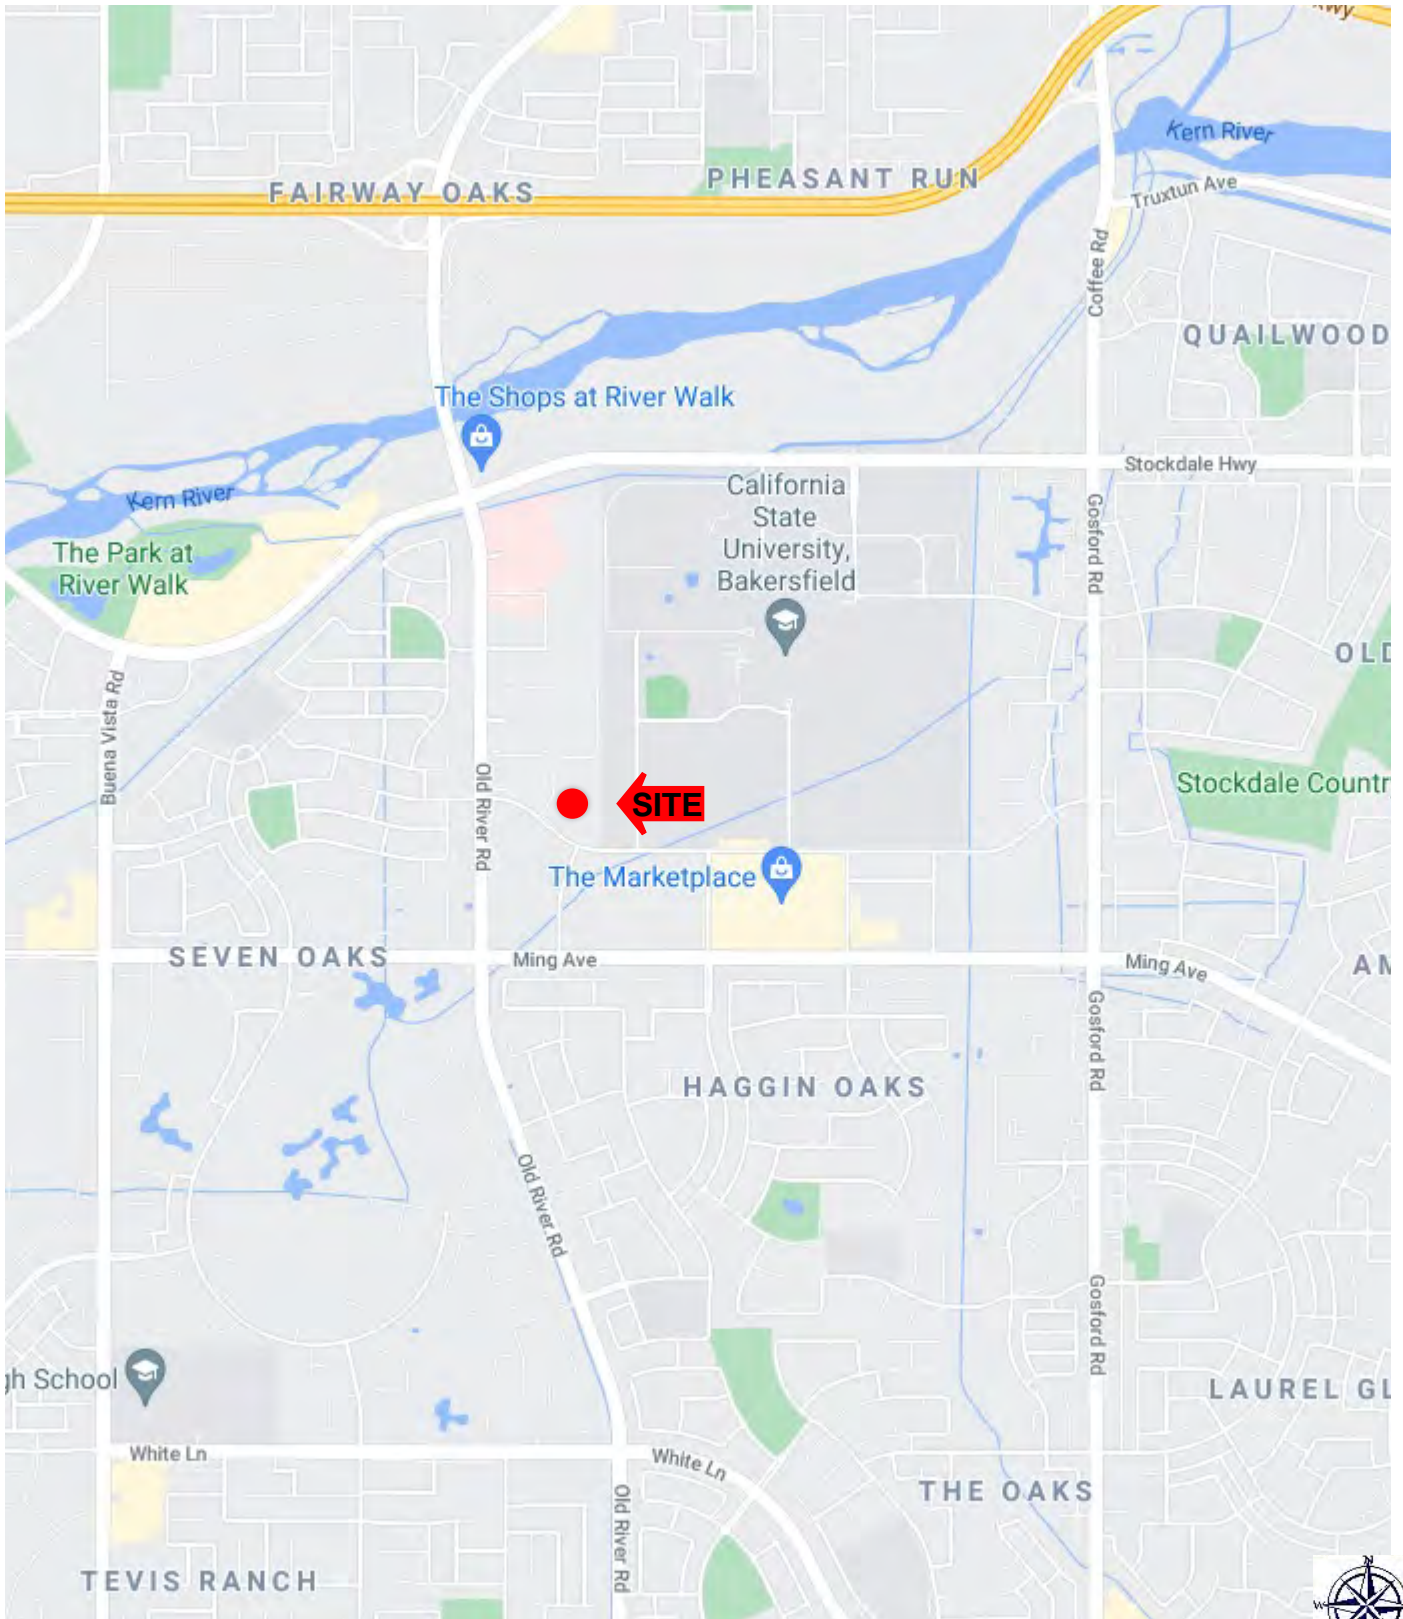 wy
Kern River
PHEASANT RUN
FAIRWAY OAKS
Truxtun Ave
Coffee Rd
QUAILWOOD
The Shops at River Walk
Stockdale Hwy
California
State
University,
Bakersfield
Kern River
Gosford Rd
The Park at
River Walk
OLD
Buena Vista Rd
Old River Rd
Stockdale Countr
SITE
The Marketplace
SEVEN OAKS
Ming Ave
Ming Ave
AM
Gosford Rd
HAGGIN OAKS
Old River Rd
Gosford Rd
gh School
LAUREL GL
White Ln
White Ln
THE OAKS
Old River Rd
TEVIS RANCH
N
W